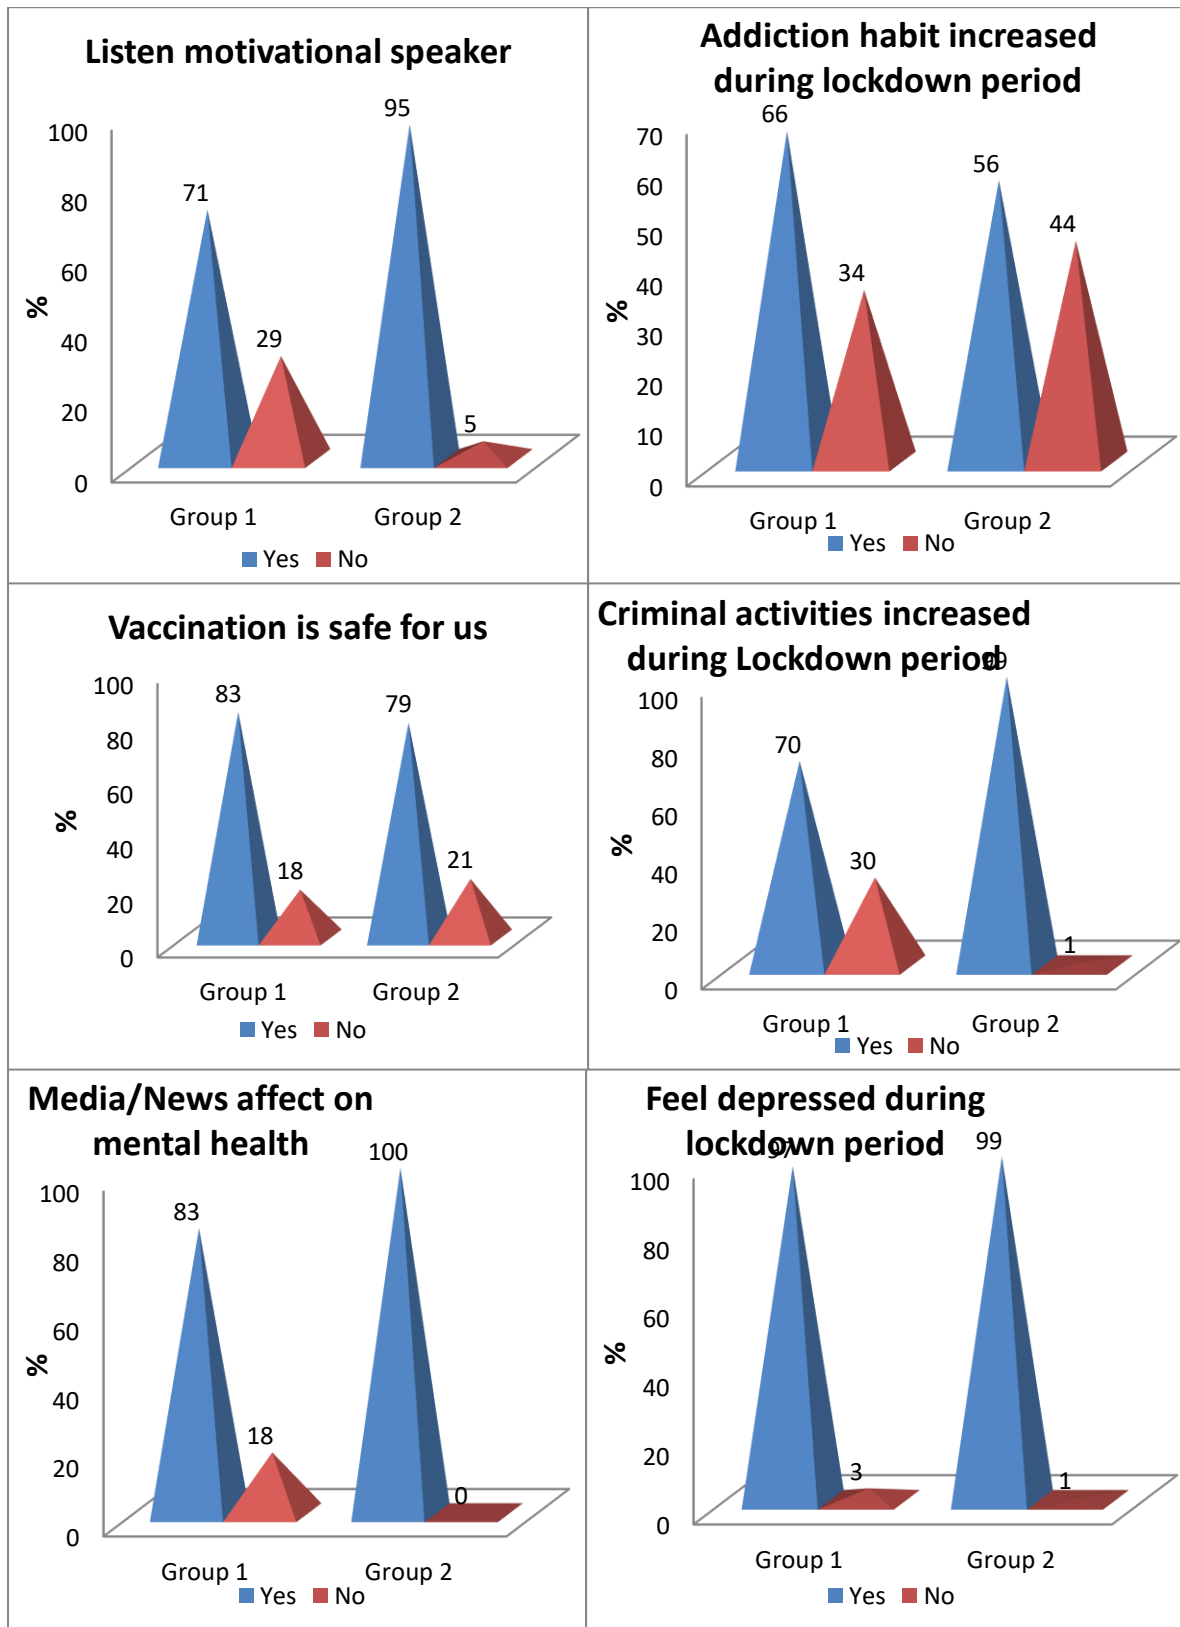 Listen motivational speaker
100
80
60
40
20
0
%
71
29
95
5
Group 1
Group 2
Yes No
Addiction habit increased
during lockdown period
70
60
50
40
30
20
10
0
%
66
34
56
44
Group 1
Group 2
Yes No
Vaccination is safe for us
100
80
60
40
20
0
%
83
18
79
21
Group 1
Group 2
Yes No
Criminal activities increased
during Lockdown period
100
80
60
40
20
0
%
70
30
99
1
Group 1
Group 2
Yes No
Media/News affect on
mental health
100
80
60
40
20
0
%
83
18
100
0
Group 1
Group 2
Yes No
Feel depressed during
lockdown period
100
80
60
40
20
0
%
97
3
99
1
Group 1
Group 2
Yes No